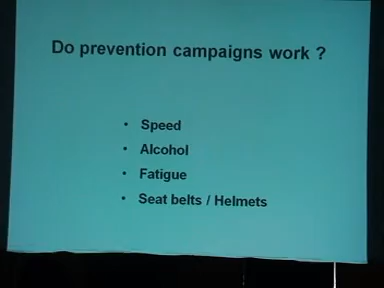 Do prevention campaigns work ?
• Speed
• Alcohol
• Fatigue
• Seat belts / Helmets